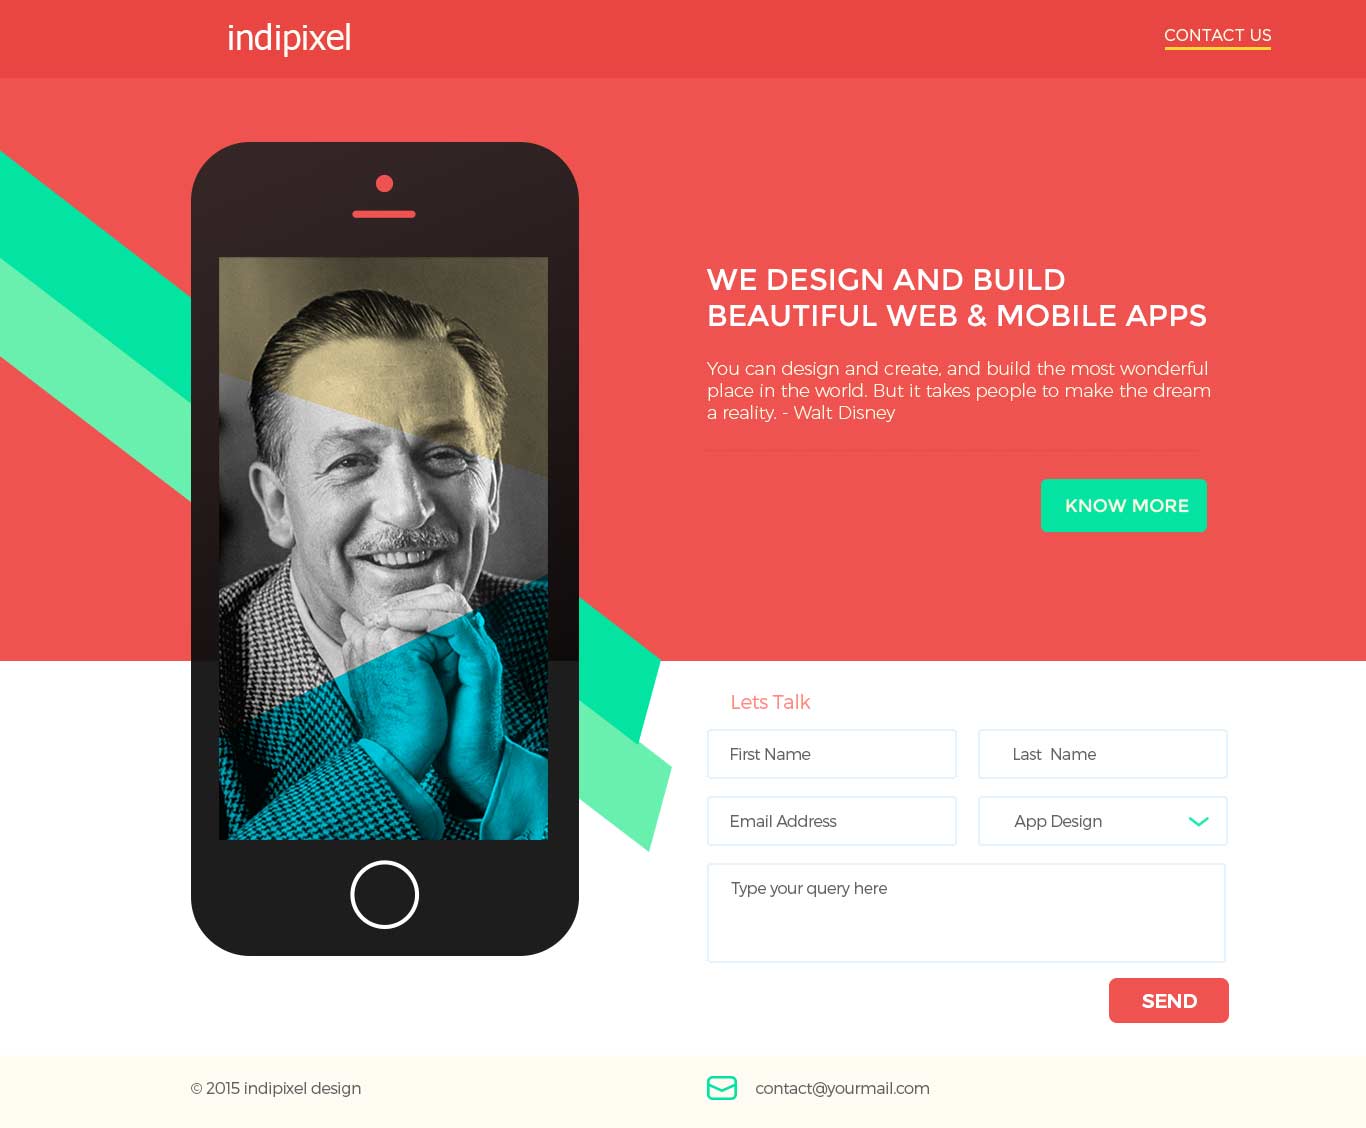 indipixel
CONTACT US
WE DESIGN AND BUILD
BEAUTIFUL WEB & MOBILE APPS
You can design and create, and build the most wonderful
place in the world. But it takes people to make the dream
a reality. - Walt Disney
KNOW MORE
Lets Talk
First Name
Last  Name
Email Address
App Design
Type your query here
SEND
© 2015 indipixel design
contact@yourmail.com